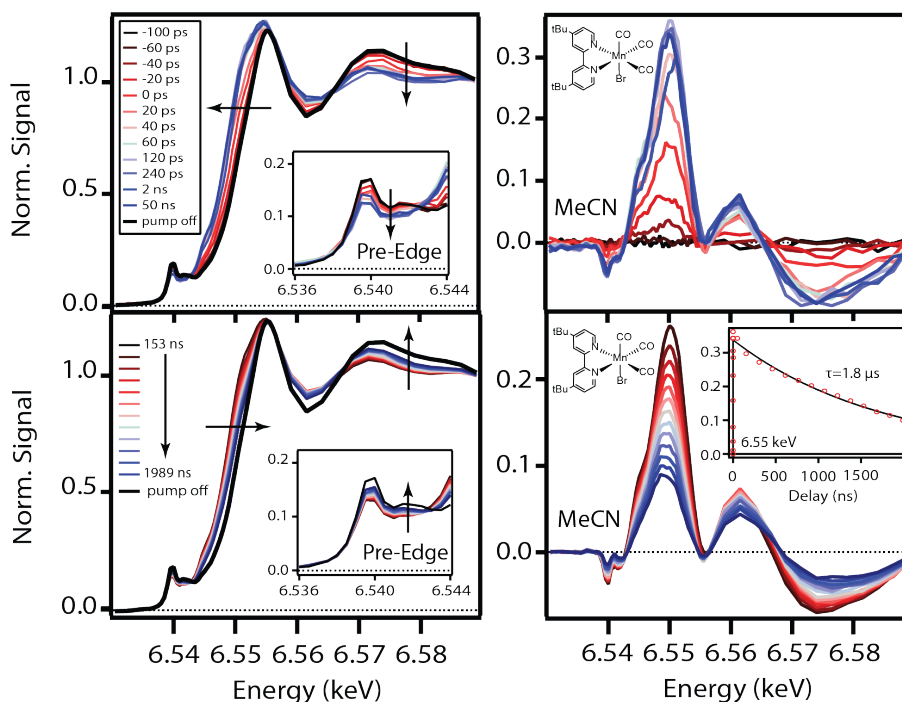 Norm. Signal
1.0
0.5
0.0
-100 ps
-60 ps
-40 ps
-20 ps
0 ps
20 ps
40 ps
60 ps
120 ps
240 ps
2 ns
50 ns
pump off
0.2
0.1
0.0
Pre-Edge
6.536
6.540
6.544
0.3
0.2
0.1
0.0
tBu
tBu
N
N
Mn
CO
CO
CO
Br
MeCN
Norm. Signal
1.0
0.5
0.0
153 ns
1989 ns
pump off
0.2
0.1
0.0
Pre-Edge
6.536
6.540
6.544
6.54 6.55 6.56 6.57 6.58
Energy (keV)
0.2
0.1
0.0
tBu
tBu
N
N
Mn
CO
CO
CO
Br
MeCN
0.3
0.2
0.1
0.0
τ=1.8 µs
6.55 keV
0 500 1000 1500
Delay (ns)
6.54 6.55 6.56 6.57 6.58
Energy (keV)